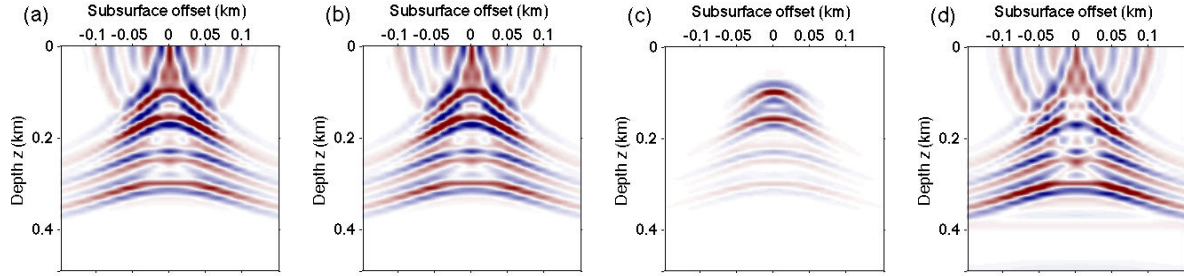 (a) Subsurface offset (km)
-0.1 -0.05 0 0.05 0.1
0
0.2
0.4
Depth z (km)
(b) Subsurface offset (km)
-0.1 -0.05 0 0.05 0.1
0
0.2
0.4
Depth z (km)
(c) Subsurface offset (km)
-0.1 -0.05 0 0.05 0.1
0
0.2
0.4
Depth z (km)
(d) Subsurface offset (km)
-0.1 -0.05 0 0.05 0.1
0
0.2
0.4
Depth z (km)